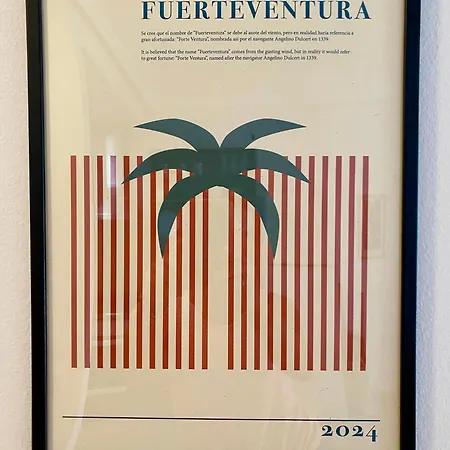 FUERTEVENTURA
Se cree que el nombre de "Fuerteventura" se debe al azote del viento, pero en realidad haría referencia a
gran afortunada: "Forte Ventura", nombrada así por el navegante Angelino Dulcert en 1339.
It is believed that the name "Fuerteventura" comes from the gusting wind, but in reality it would refer
to great fortune: "Forte Ventura", named after the navigator Angelino Dulcert in 1339.
2024